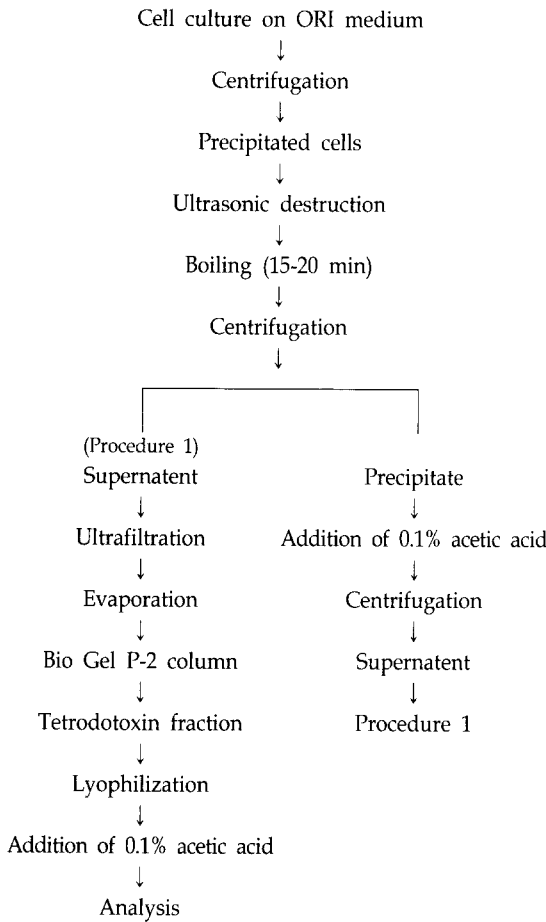 Cell culture on ORI medium
↓
Centrifugation
↓
Precipitated cells
↓
Ultrasonic destruction
↓
Boiling (15-20 min)
↓
Centrifugation
↓
(Procedure 1)
Supernatent
↓
Ultrafiltration
↓
Evaporation
↓
Bio Gel P-2 column
↓
Tetrodotoxin fraction
↓
Lyophilization
↓
Addition of 0.1% acetic acid
↓
Analysis
Precipitate
↓
Addition of 0.1% acetic acid
↓
Centrifugation
↓
Supernatent
↓
Procedure 1